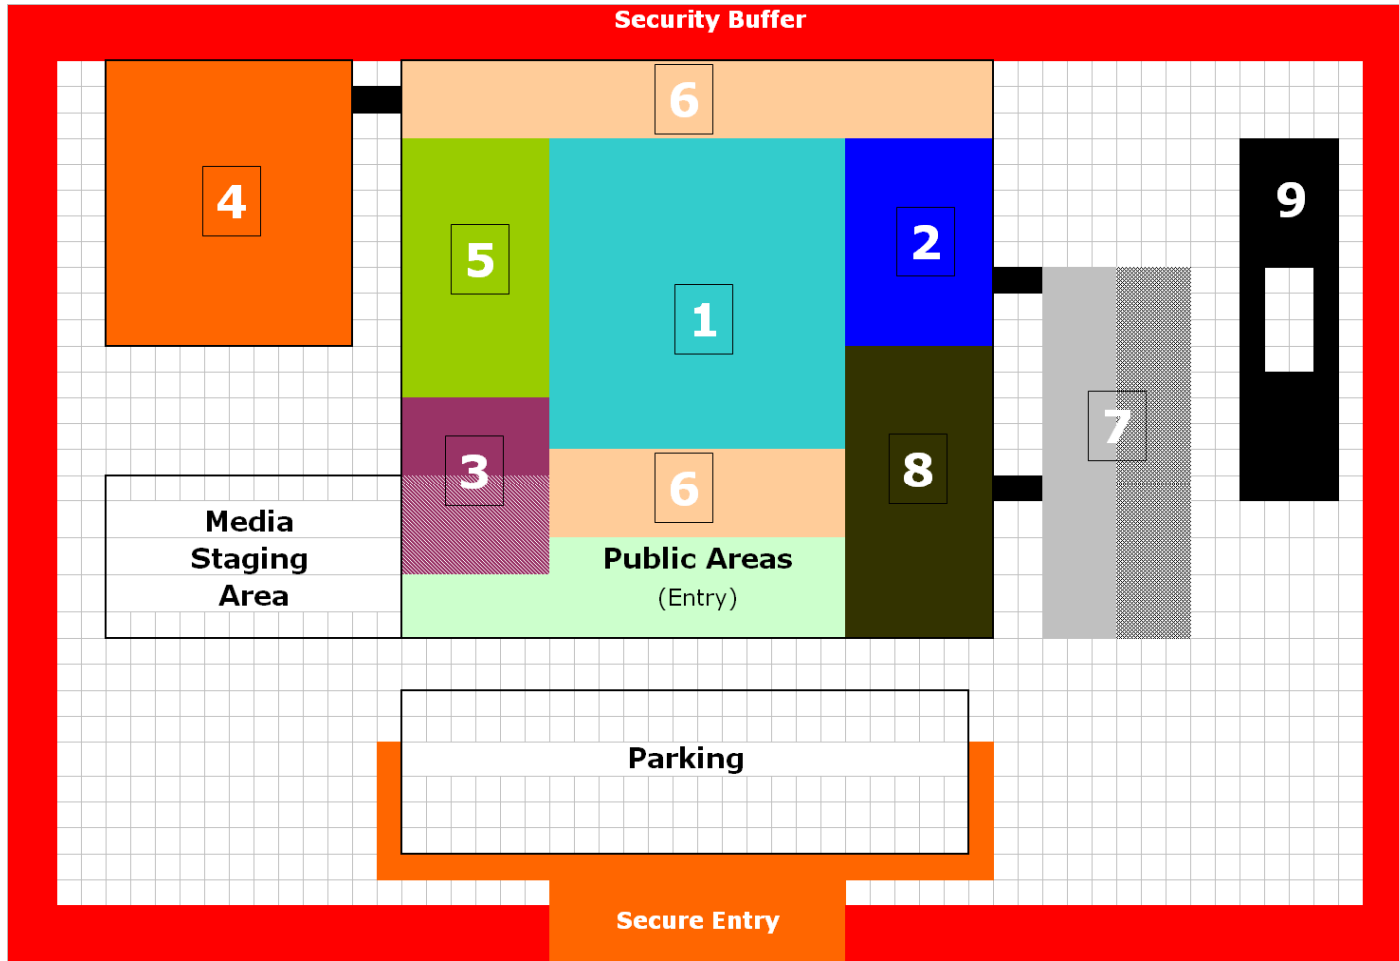 Security Buffer
6
4
5
2
9
1
7
3
8
6
Media
Staging
Area
Public Areas
(Entry)
Parking
Secure Entry